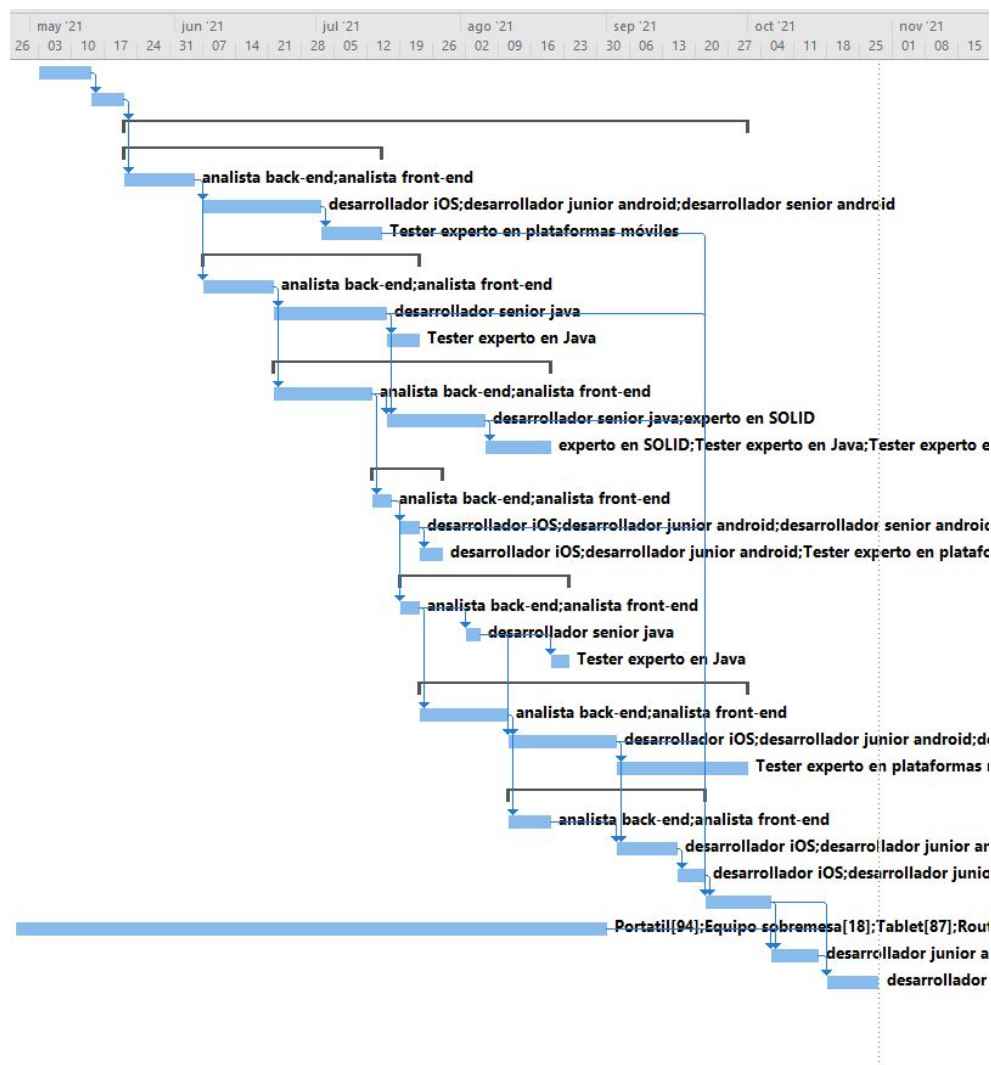 may '21 jun '21 jul '21 ago '21 sep '21 oct '21 nov '21
26 03 10 17 24 31 07 14 21 28 05 12 19 26 02 09 16 23 30 06 13 20 27 04 11 18 25 01 08 15
analista back-end;analista front-end
desarrollador iOS;desarrollador junior android;desarrollador senior android
Tester experto en plataformas móviles
analista back-end;analista front-end
desarrollador senior java
Tester experto en Java
analista back-end;analista front-end
desarrollador senior java;experto en SOLID
experto en SOLID;Tester experto en Java;Tester experto e
analista back-end;analista front-end
desarrollador iOS;desarrollador junior android;desarrollador senior android
desarrollador iOS;desarrollador junior android;Tester experto en platafo
analista back-end;analista front-end
desarrollador senior java
Tester experto en Java
analista back-end;analista front-end
desarrollador iOS;desarrollador junior android;de
Tester experto en plataformas
analista back-end;analista front-end
desarrollador iOS;desarrollador junior an
desarrollador iOS;desarrollador junio
Portatil[94];Equipo sobremesa[18];Tablet[87];Rout
desarrollador junior a
desarrollador